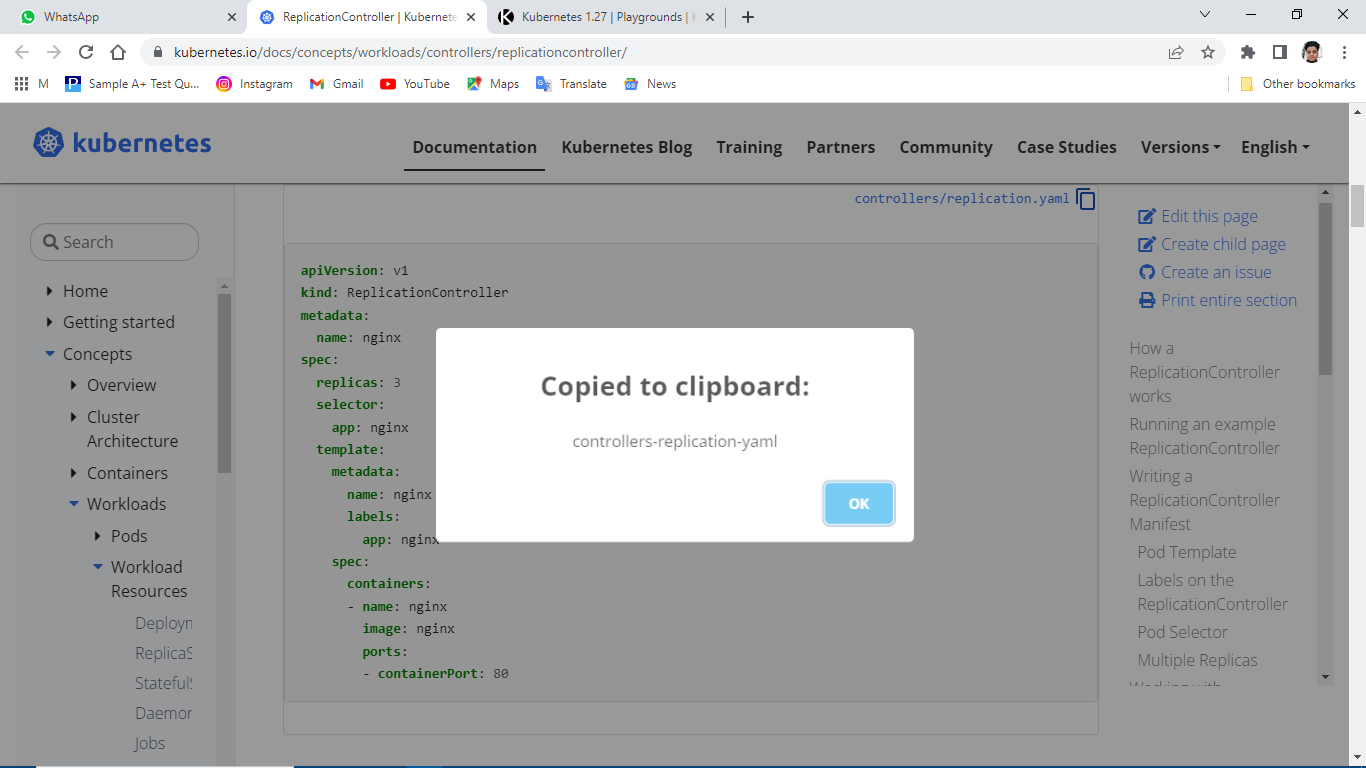 WhatsApp
ReplicationController | Kubernete
Kubernetes 1.27 | Playgrounds |
kubernetes.io/docs/concepts/workloads/controllers/replicationcontroller/
M
Sample A+ Test Qu...
Instagram
Gmail
YouTube
Maps
Translate
News
Other bookmarks
kubernetes
Documentation
Kubernetes Blog
Training
Partners
Community
Case Studies
Versions
English
Search
Home
Getting started
Concepts
Overview
Cluster
Architecture
Containers
Workloads
Pods
Workload
Resources
Deployn
ReplicaS
StatefulS
Daemon
Jobs
controllers/replication.yaml
apiVersion: v1
kind: ReplicationController
metadata:
name: nginx
spec:
replicas: 3
selector:
app: nginx
template:
metadata:
name: nginx
labels:
app: nginx
spec:
containers:
- name: nginx
image: nginx
ports:
- containerPort: 80
Copied to clipboard:
controllers-replication-yaml
OK
Edit this page
Create child page
Create an issue
Print entire section
How a
ReplicationController
works
Running an example
ReplicationController
Writing a
ReplicationController
Manifest
Pod Template
Labels on the
ReplicationController
Pod Selector
Multiple Replicas
Working with